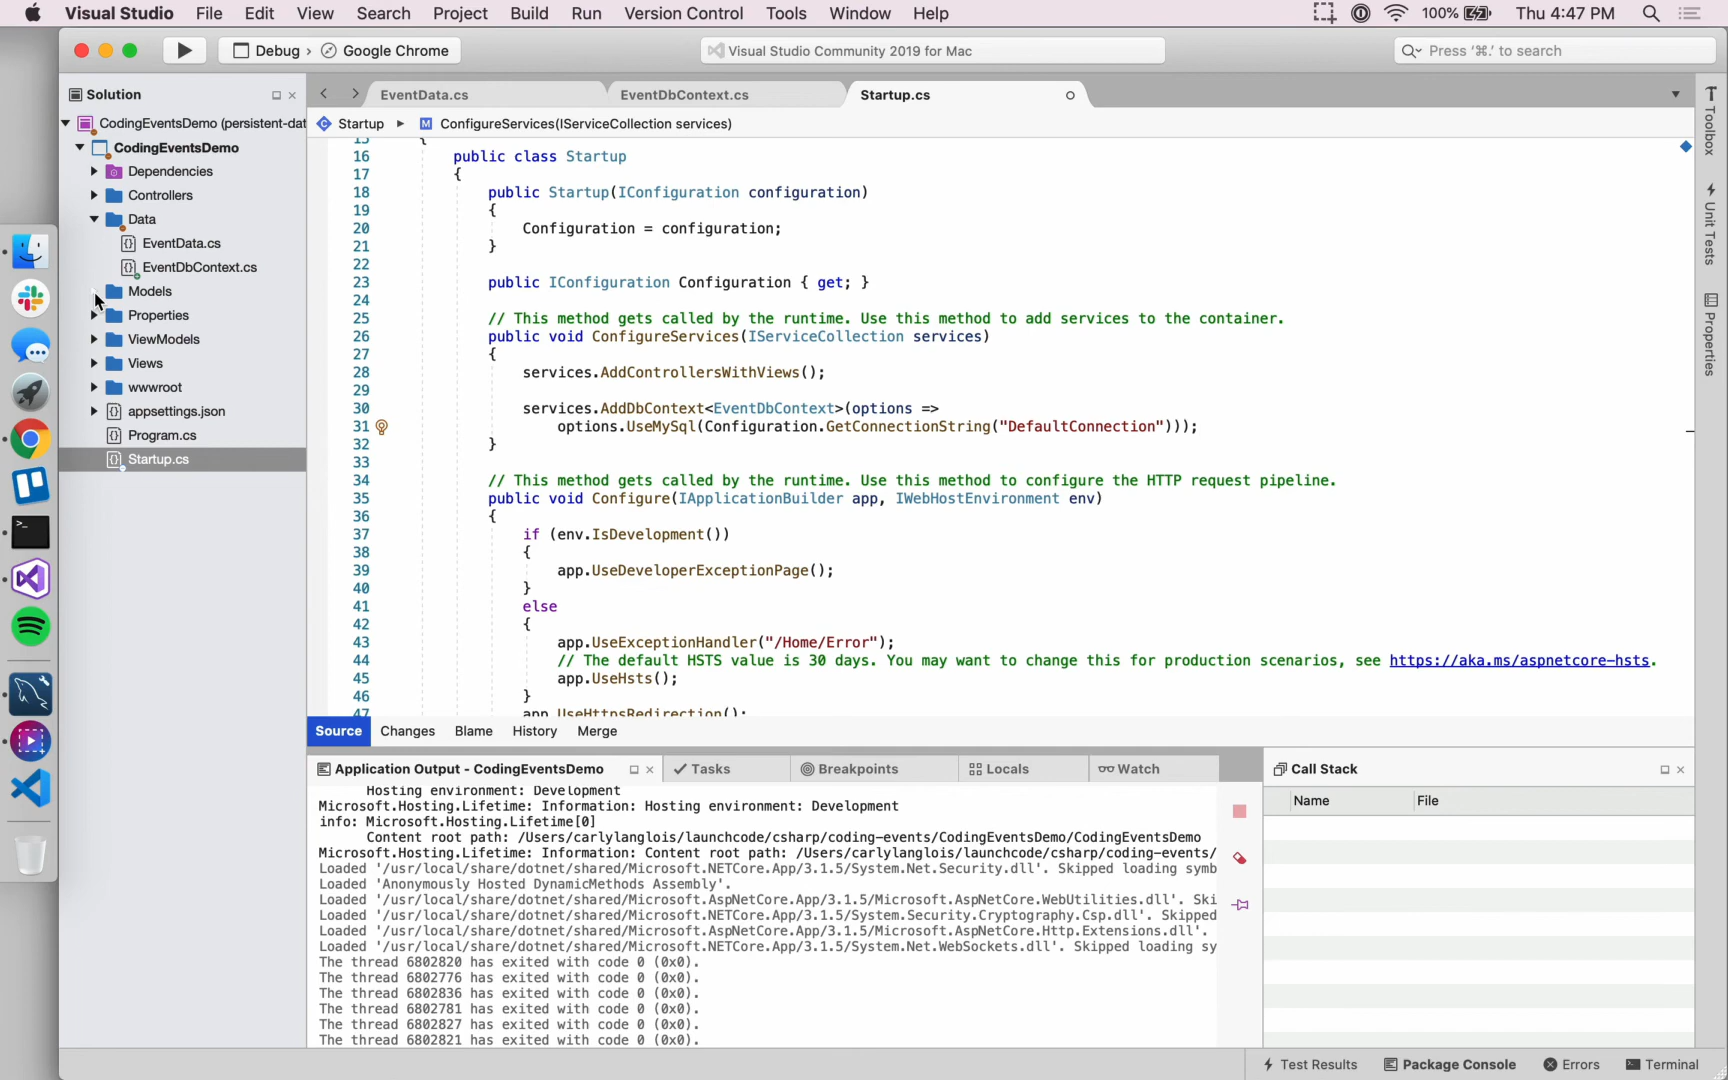 Visual Studio File Edit View Search Project Build Run Version Control Tools Window Help 100% Thu 4:47 PM
Debug › Google Chrome
Visual Studio Community 2019 for Mac
Press '⌘.' to search
Solution
EventData.cs
EventDbContext.cs
Startup.cs
Startup ▸ ConfigureServices(IServiceCollection services)
CodingEventsDemo (persistent-dat
CodingEventsDemo
Dependencies
Controllers
Data
EventData.cs
EventDbContext.cs
Models
Properties
ViewModels
Views
wwwroot
appsettings.json
Program.cs
Startup.cs
15 {
16 public class Startup
17 {
18 public Startup(IConfiguration configuration)
19 {
20 Configuration = configuration;
21 }
22
23 public IConfiguration Configuration { get; }
24
25 // This method gets called by the runtime. Use this method to add services to the container.
26 public void ConfigureServices(IServiceCollection services)
27 {
28 services.AddControllersWithViews();
29
30 services.AddDbContext<EventDbContext>(options =>
31 options.UseMySql(Configuration.GetConnectionString("DefaultConnection")));
32 }
33
34 // This method gets called by the runtime. Use this method to configure the HTTP request pipeline.
35 public void Configure(IApplicationBuilder app, IWebHostEnvironment env)
36 {
37 if (env.IsDevelopment())
38 {
39 app.UseDeveloperExceptionPage();
40 }
41 else
42 {
43 app.UseExceptionHandler("/Home/Error");
44 // The default HSTS value is 30 days. You may want to change this for production scenarios, see https://aka.ms/aspnetcore-hsts.
45 app.UseHsts();
46 }
47 app.UseHttpsRedirection();
Toolbox
Unit Tests
Properties
Source Changes Blame History Merge
Application Output - CodingEventsDemo
Tasks
Breakpoints
Locals
Watch
Call Stack
Name File
Hosting environment: Development
Microsoft.Hosting.Lifetime: Information: Hosting environment: Development
info: Microsoft.Hosting.Lifetime[0]
Content root path: /Users/carlylanglois/launchcode/csharp/coding-events/CodingEventsDemo/CodingEventsDemo
Microsoft.Hosting.Lifetime: Information: Content root path: /Users/carlylanglois/launchcode/csharp/coding-events/
Loaded '/usr/local/share/dotnet/shared/Microsoft.NETCore.App/3.1.5/System.Net.Security.dll'. Skipped loading symb
Loaded 'Anonymously Hosted DynamicMethods Assembly'.
Loaded '/usr/local/share/dotnet/shared/Microsoft.AspNetCore.App/3.1.5/Microsoft.AspNetCore.WebUtilities.dll'. Ski
Loaded '/usr/local/share/dotnet/shared/Microsoft.NETCore.App/3.1.5/System.Security.Cryptography.Csp.dll'. Skipped
Loaded '/usr/local/share/dotnet/shared/Microsoft.AspNetCore.App/3.1.5/Microsoft.AspNetCore.Http.Extensions.dll'.
Loaded '/usr/local/share/dotnet/shared/Microsoft.NETCore.App/3.1.5/System.Net.WebSockets.dll'. Skipped loading sy
The thread 6802820 has exited with code 0 (0x0).
The thread 6802776 has exited with code 0 (0x0).
The thread 6802836 has exited with code 0 (0x0).
The thread 6802781 has exited with code 0 (0x0).
The thread 6802827 has exited with code 0 (0x0).
The thread 6802821 has exited with code 0 (0x0).
Test Results Package Console Errors Terminal